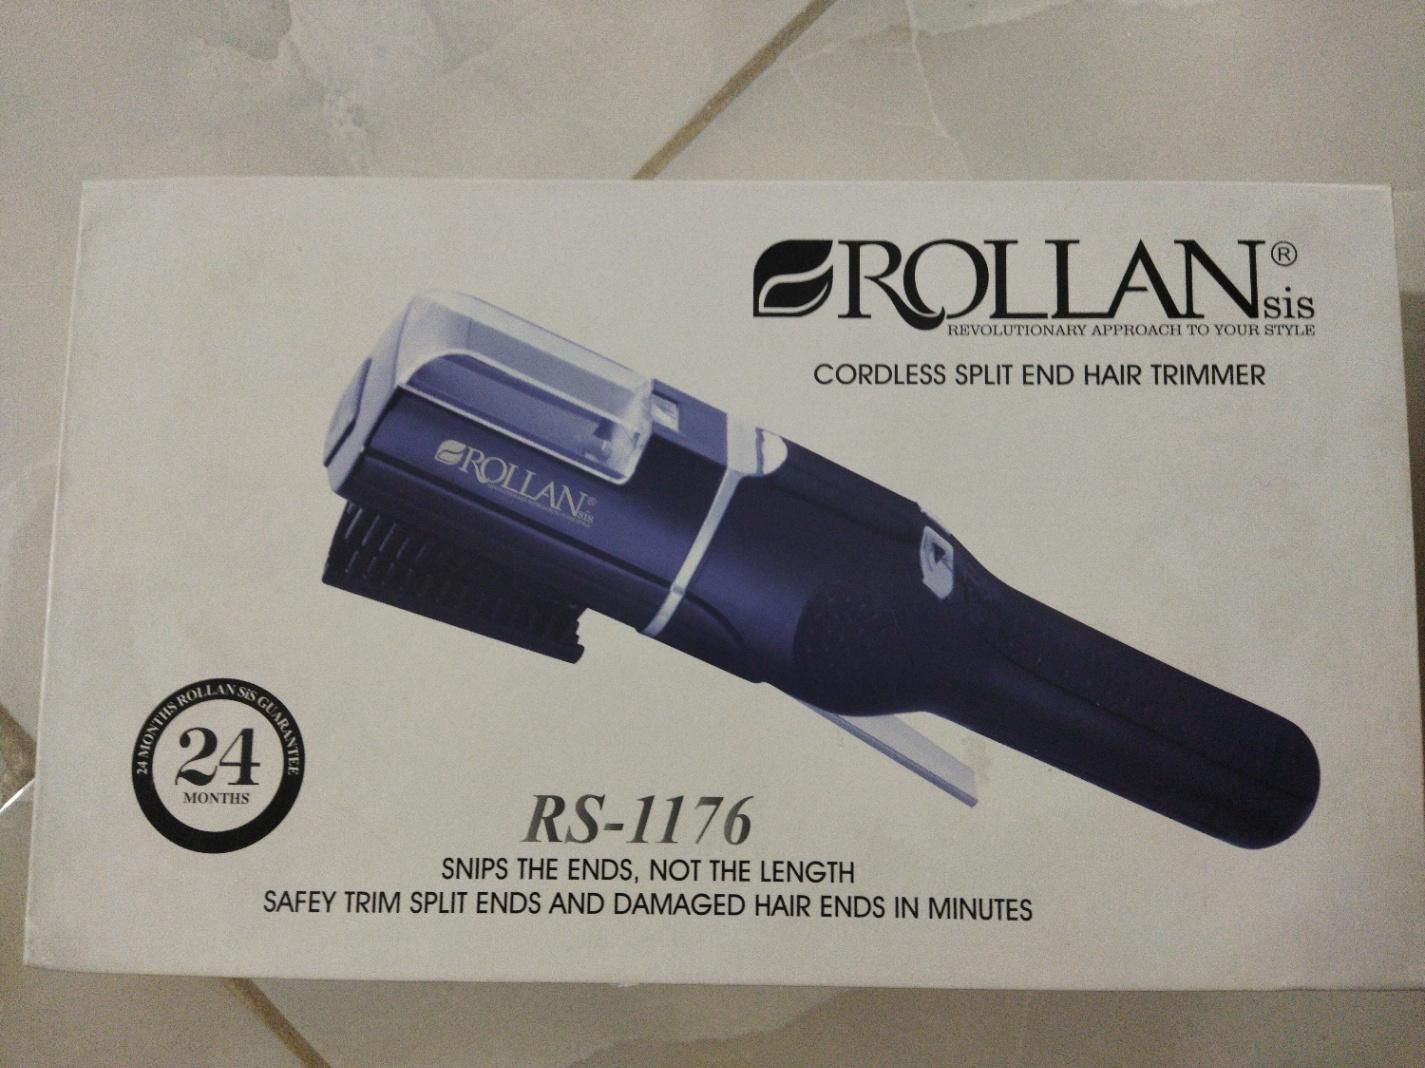 ROLLAN®
sis
REVOLUTIONARY APPROACH TO YOUR STYLE
CORDLESS SPLIT END HAIR TRIMMER
ROLLAN®
sis
24 MONTHS ROLLAN SiS GUARANTEE
24
MONTHS
RS-1176
SNIPS THE ENDS, NOT THE LENGTH
SAFEY TRIM SPLIT ENDS AND DAMAGED HAIR ENDS IN MINUTES